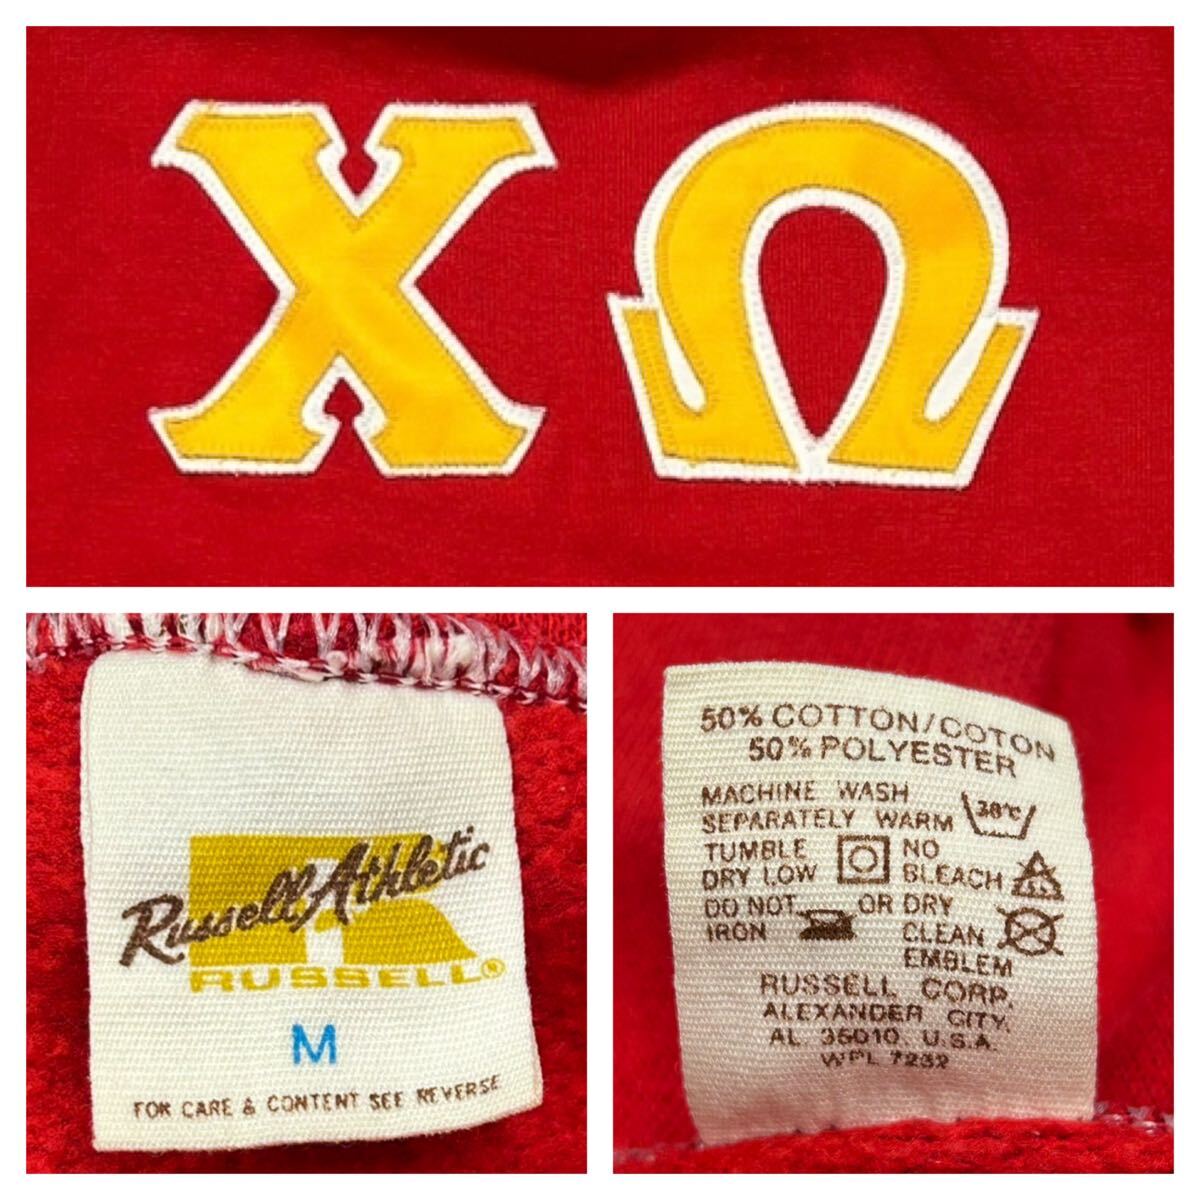 ΧΩ
Russell Athletic
RUSSELL®
M
FOR CARE & CONTENT SEE REVERSE
50% COTTON/COTON
50% POLYESTER
MACHINE WASH
SEPARATELY WARM 38°C
TUMBLE NO
DRY LOW BLEACH CL
DO NOT OR DRY
IRON CLEAN
EMBLEM
RUSSELL CORP.
ALEXANDER CITY,
AL 35010 U.S.A.
WPL 7232